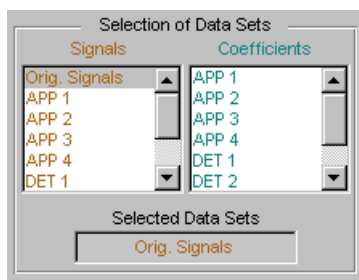 Selection of Data Sets
Signals Coefficients
Orig. Signals APP 1
APP 1 APP 2
APP 2 APP 3
APP 3 APP 4
APP 4 DET 1
DET 1 DET 2
Selected Data Sets
Orig. Signals